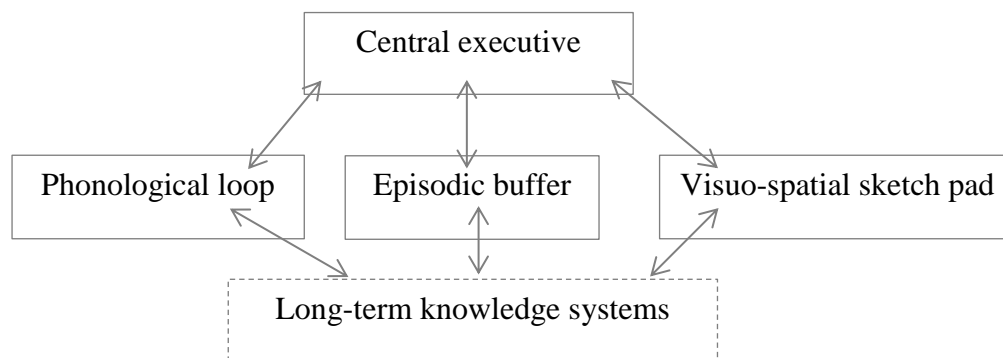 Central executive
Phonological loop
Episodic buffer
Visuo-spatial sketch pad
Long-term knowledge systems